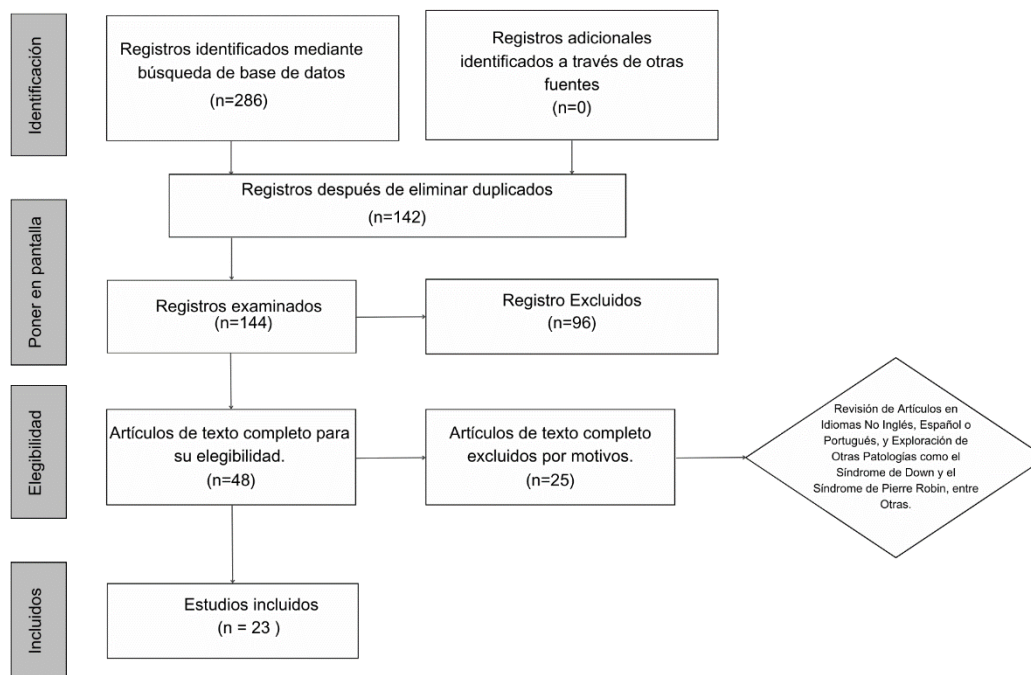 Identificación
Registros identificados mediante
búsqueda de base de datos
(n=286)
Registros adicionales
identificados a través de otras
fuentes
(n=0)
Registros después de eliminar duplicados
(n=142)
Poner en pantalla
Registros examinados
(n=144)
Registro Excluidos
(n=96)
Elegibilidad
Artículos de texto completo para
su elegibilidad.
(n=48)
Artículos de texto completo
excluidos por motivos.
(n=25)
Revisión de Artículos en
Idiomas No Inglés, Español o
Portugués, y Exploración de
Otras Patologías como el
Síndrome de Down y el
Síndrome de Pierre Robin, entre
Otras.
Incluidos
Estudios incluidos
(n = 23 )